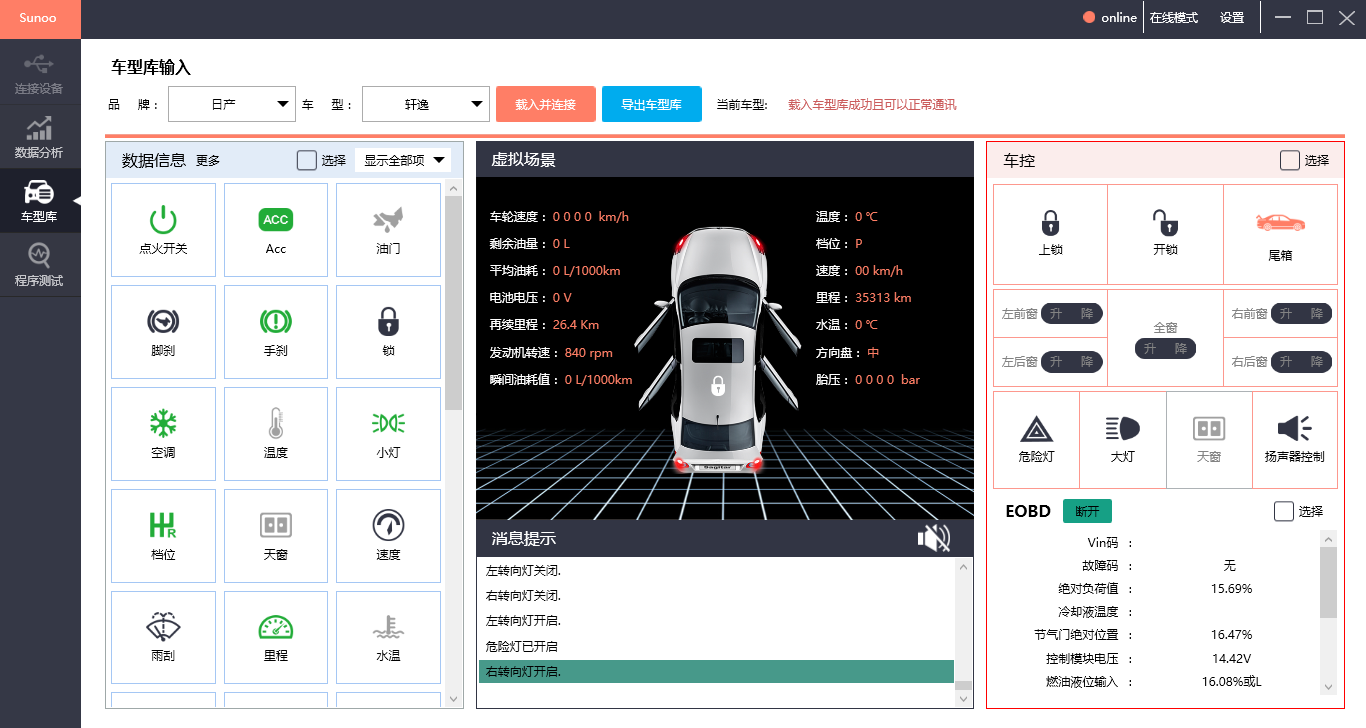 Sunoo
online 在线模式 设置
连接设备
数据分析
车型库
程序测试
车型库输入
品 牌: 日产 车 型: 轩逸 载入并连接 导出车型库 当前车型: 载入车型库成功且可以正常通讯
数据信息 更多 选择 显示全部项
点火开关
ACC
Acc
油门
脚刹
手刹
锁
空调
温度
小灯
R
档位
天窗
速度
雨刮
里程
水温
虚拟场景
车轮速度: 0 0 0 0 km/h
剩余油量: 0 L
平均油耗: 0 L/1000km
电池电压: 0 V
再续里程: 26.4 Km
发动机转速: 840 rpm
瞬间油耗值: 0 L/1000km
温度: 0 ℃
档位: P
速度: 00 km/h
里程: 35313 km
水温: 0 ℃
方向盘: 中
胎压: 0 0 0 0 bar
Sagitar
消息提示
左转向灯关闭.
右转向灯关闭.
左转向灯开启.
危险灯已开启
右转向灯开启.
车控 选择
上锁
开锁
尾箱
左前窗 升 降
左后窗 升 降
全窗
升 降
右前窗 升 降
右后窗 升 降
危险灯
大灯
天窗
扬声器控制
EOBD 断开 选择
Vin码 :
故障码 : 无
绝对负荷值 : 15.69%
冷却液温度 :
节气门绝对位置 : 16.47%
控制模块电压 : 14.42V
燃油液位输入 : 16.08%或L